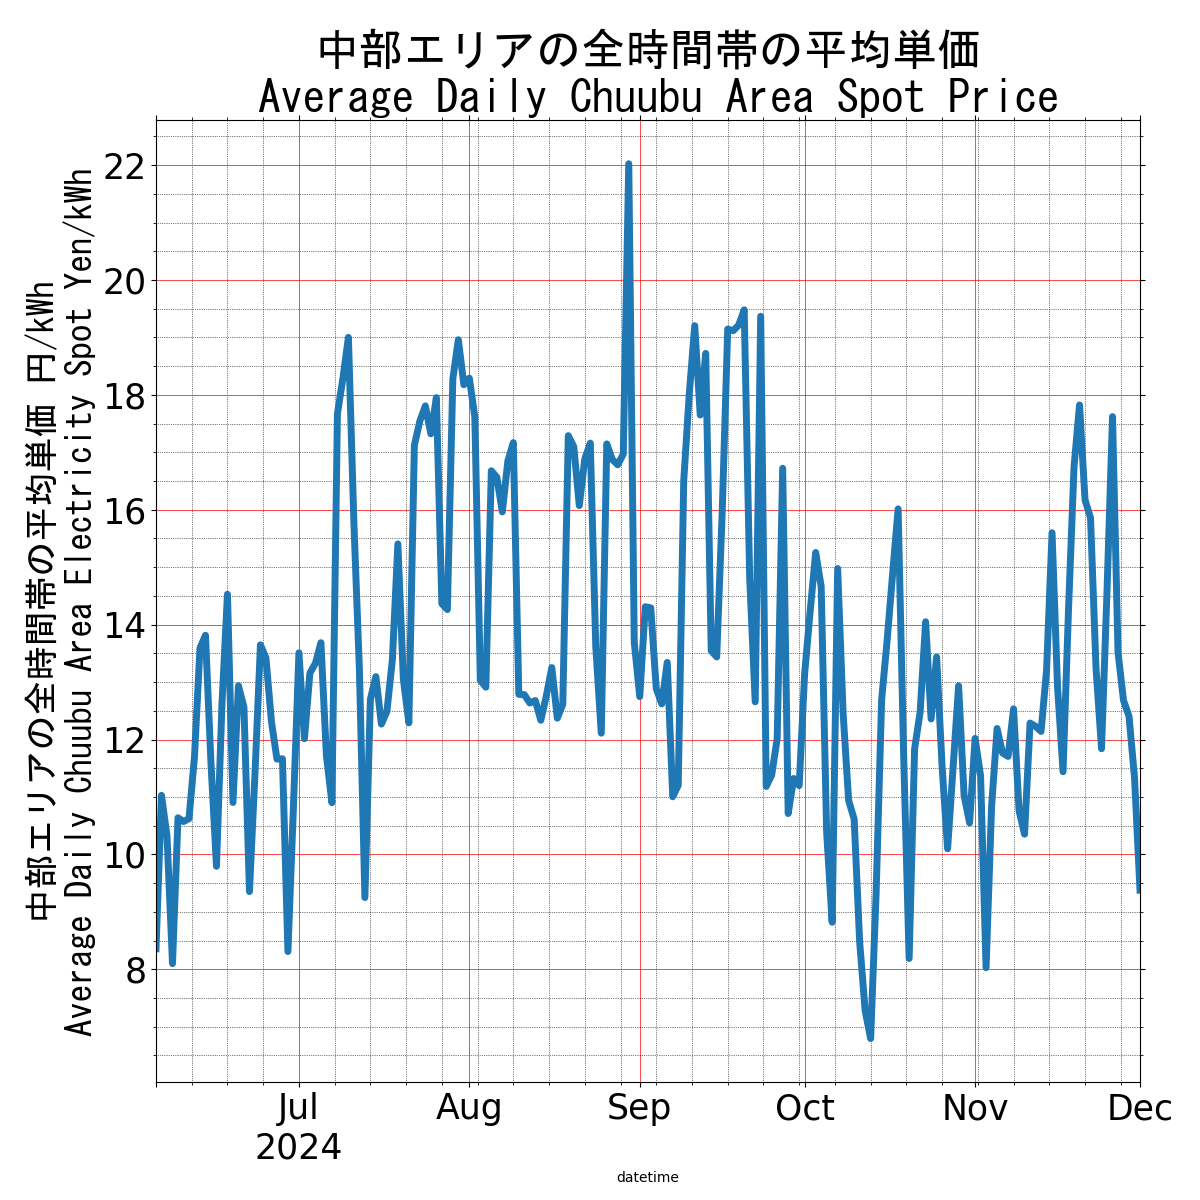 中部エリアの全時間帯の平均単価
Average Daily Chuubu Area Spot Price
中部エリアの全時間帯の平均単価 円/kWh
Average Daily Chuubu Area Electricity Spot Yen/kWh
22
20
18
16
14
12
10
8
Jul
2024
Aug
Sep
Oct
Nov
Dec
datetime